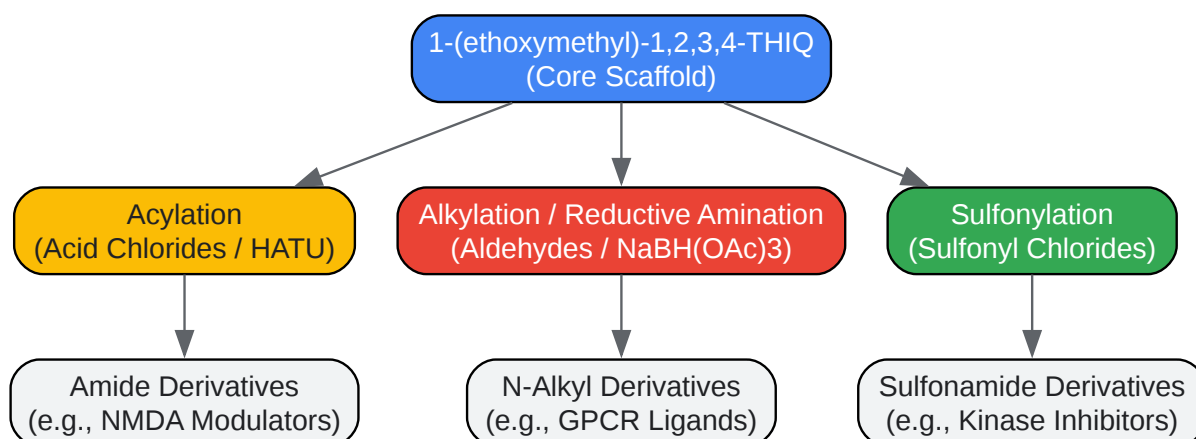 1-(ethoxymethyl)-1,2,3,4-THIQ
(Core Scaffold)
Acylation
(Acid Chlorides / HATU)
Alkylation / Reductive Amination
(Aldehydes / NaBH(OAc)3)
Sulfonylation
(Sulfonyl Chlorides)
Amide Derivatives
(e.g., NMDA Modulators)
N-Alkyl Derivatives
(e.g., GPCR Ligands)
Sulfonamide Derivatives
(e.g., Kinase Inhibitors)